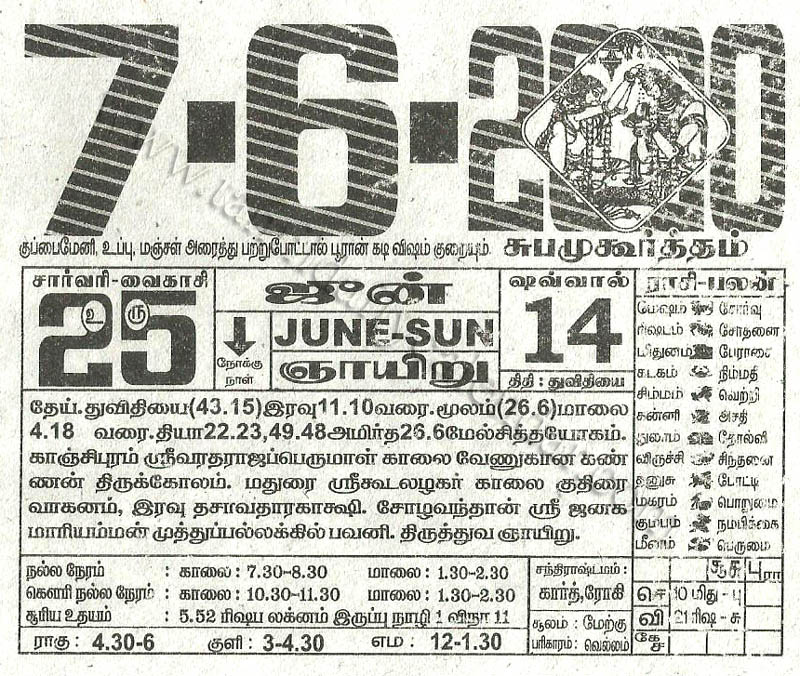 7-6-2020
குப்பைமேனி, உப்பு, மஞ்சள் அரைத்து பற்றுபோட்டால் பூரான் கடி விஷம் குறையும். சுபமுகூர்த்தம்
சார்வரி-வைகாசி
25
உ ரு
ஜூன்
நோக்கு நாள்
JUNE-SUN
ஞாயிறு
ஷவ்வால்
14
திதி : துவிதியை
ராசி-பலன்
மேஷம் சோர்வு
ரிஷபம் சோதனை
மிதுனம் பேராசை
கடகம் நிம்மதி
சிம்மம் வெற்றி
கன்னி அசதி
துலாம் தோல்வி
விருச்சி சிந்தனை
தனுசு போட்டி
மகரம் பொறுமை
கும்பம் நம்பிக்கை
மீனம் பெருமை
தேய். துவிதியை(43.15)இரவு11.10வரை. மூலம்(26.6)மாலை
4.18 வரை. தியா22.23,49.48அமிர்த26.6மேல்சித்தயோகம்.
காஞ்சிபுரம் ஸ்ரீவரதராஜப்பெருமாள் காலை வேணுகான கண்
ணன் திருக்கோலம். மதுரை ஸ்ரீகூடலழகர் காலை குதிரை
வாகனம், இரவு தசாவதாரகாக்ஷி. சோழவந்தான் ஸ்ரீ ஜனக
மாரியம்மன் முத்துப்பல்லக்கில் பவனி. திருத்துவ ஞாயிறு.
நல்ல நேரம் : காலை : 7.30-8.30 மாலை : 1.30-2.30
கௌரி நல்ல நேரம் : காலை : 10.30-11.30 மாலை : 1.30-2.30
சூரிய உதயம் : 5.52 ரிஷப லக்னம் இருப்பு நாழி 1 விநா 11
ராகு : 4.30-6 குளி : 3-4.30 எம : 12-1.30
சந்திராஷ்டமம் :
கார்த், ரோகி
சூலம் : மேற்கு
பரிகாரம் : வெல்லம்
ஆ சு பு ரா
செ 10 மிது - பு
வி 21 ரிஷ - சு
கே ச